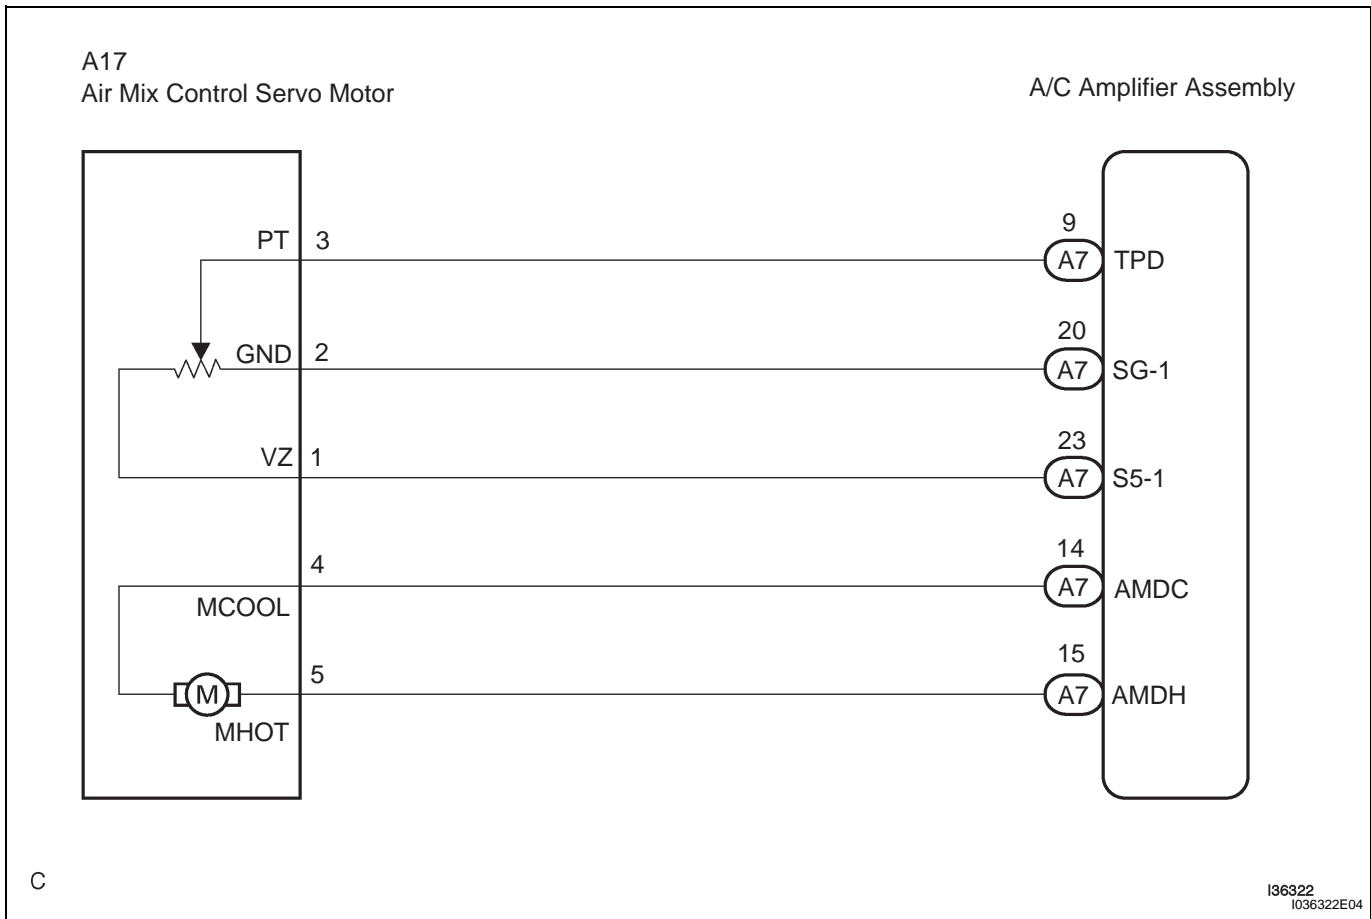 A17
Air Mix Control Servo Motor
A/C Amplifier Assembly
PT 3
9
A7 TPD
GND 2
20
A7 SG-1
VZ 1
23
A7 S5-1
4
MCOOL
14
A7 AMDC
M
5
MHOT
15
A7 AMDH
C
I36322
I036322E04